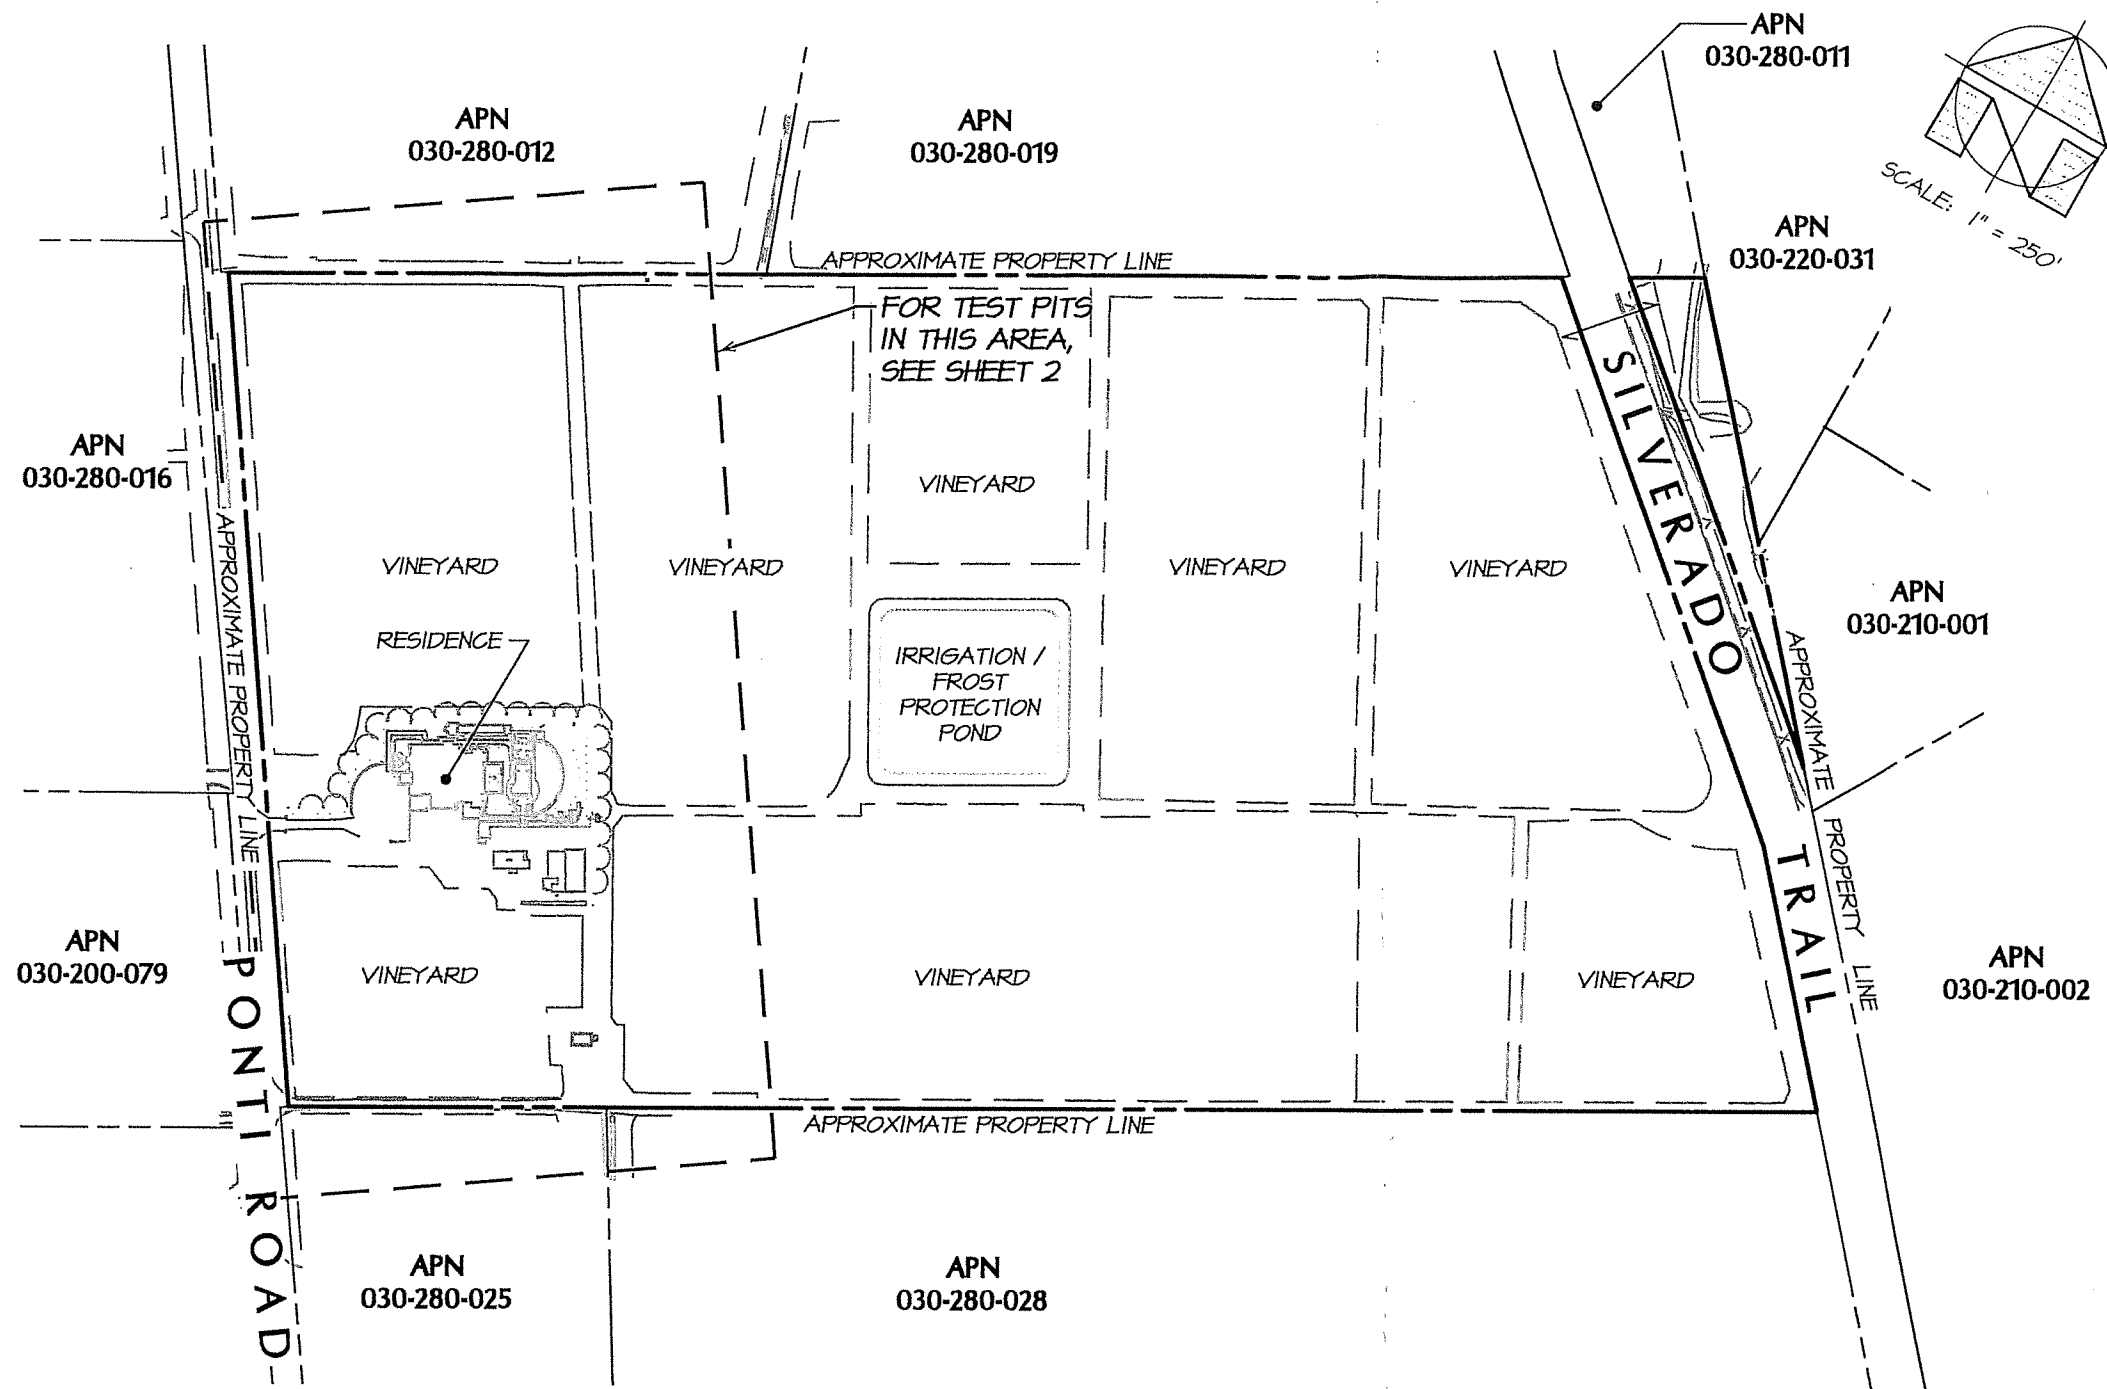 APN
030-280-011
APN
030-280-012
APN
030-280-019
SCALE: 1" = 250'
APN
030-220-031
APPROXIMATE PROPERTY LINE
FOR TEST PITS
IN THIS AREA,
SEE SHEET 2
SILVERADO TRAIL
APN
030-280-016
VINEYARD
APPROXIMATE PROPERTY LINE
VINEYARD
VINEYARD
VINEYARD
VINEYARD
APN
030-210-001
RESIDENCE
IRRIGATION /
FROST
PROTECTION
POND
APPROXIMATE PROPERTY LINE
APN
030-200-079
PONTI ROAD
VINEYARD
VINEYARD
VINEYARD
APN
030-210-002
APPROXIMATE PROPERTY LINE
APN
030-280-025
APN
030-280-028